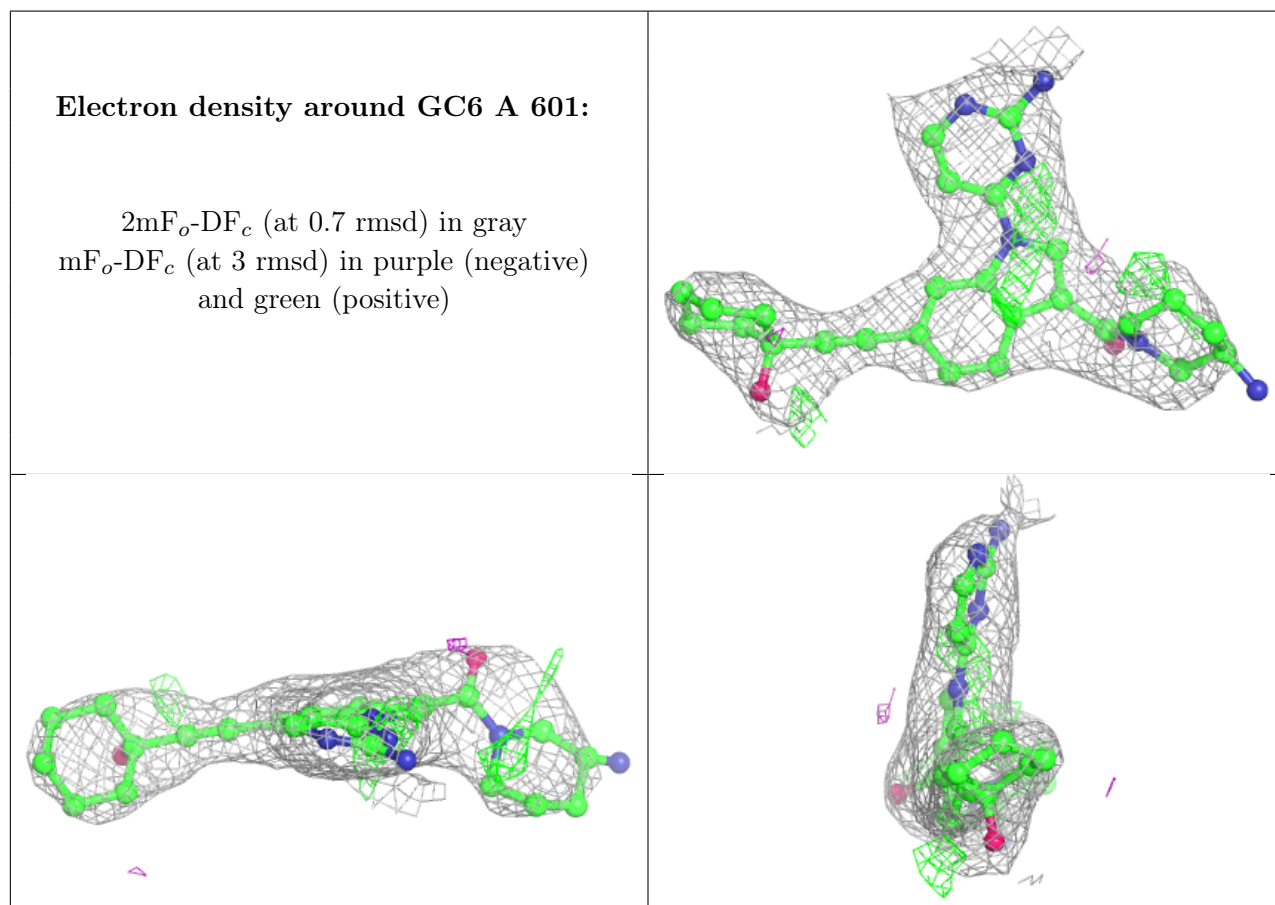 Electron density around GC6 A 601:
2mFo-DFc (at 0.7 rmsd) in gray
mFo-DFc (at 3 rmsd) in purple (negative)
and green (positive)